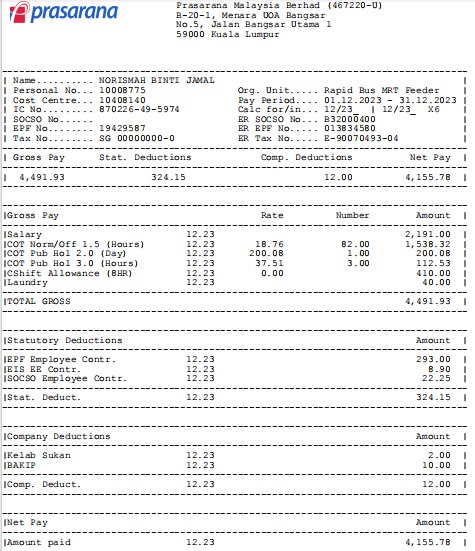 prasarana
Prasarana Malaysia Berhad (467220-U)
B-20-1, Menara UOA Bangsar
No.5, Jalan Bangsar Utama 1
59000 Kuala Lumpur
Name.......... NORISMAH BINTI JAMAL
Personal No... 10008775 Org. Unit..... Rapid Bus MRT Feeder
Cost Centre... 10408140 Pay Period.... 01.12.2023 - 31.12.2023
IC No......... 870226-49-5974 Calc for/in... 12/23_ | 12/23_ X6
SOCSO No...... ER SOCSO No... B32000400
EPF No........ 19429587 ER EPF No..... 013834580
Tax No........ SG 00000000-0 ER Tax No..... E-90070493-04
Gross Pay Stat. Deductions Comp. Deductions Net Pay
4,491.93 324.15 12.00 4,155.78
Gross Pay Rate Number Amount
Salary 12.23 2,191.00
COT Norm/Off 1.5 (Hours) 12.23 18.76 82.00 1,538.32
COT Pub Hol 2.0 (Day) 12.23 200.08 1.00 200.08
COT Pub Hol 3.0 (Hours) 12.23 37.51 3.00 112.53
CShift Allowance (8HR) 12.23 0.00 410.00
Laundry 12.23 40.00
TOTAL GROSS 4,491.93
Statutory Deductions Amount
EPF Employee Contr. 12.23 293.00
EIS EE Contr. 12.23 8.90
SOCSO Employee Contr. 12.23 22.25
Stat. Deduct. 12.23 324.15
Company Deductions Amount
Kelab Sukan 12.23 2.00
BAKIP 12.23 10.00
Comp. Deduct. 12.23 12.00
Net Pay Amount
Amount paid 12.23 4,155.78